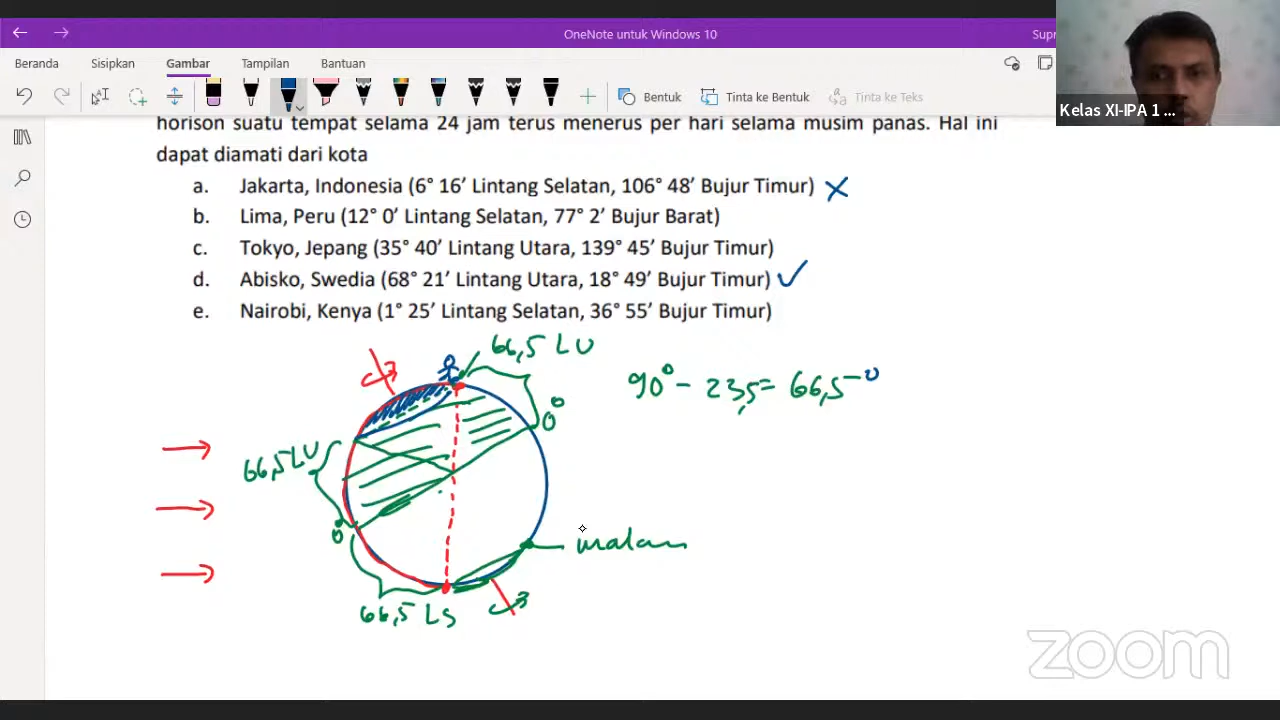 OneNote untuk Windows 10
Supr
Beranda Sisipkan Gambar Tampilan Bantuan
Bentuk Tinta ke Bentuk Tinta ke Teks
Kelas XI-IPA 1 ...
horison suatu tempat selama 24 jam terus menerus per hari selama musim panas. Hal ini
dapat diamati dari kota
a. Jakarta, Indonesia (6° 16’ Lintang Selatan, 106° 48’ Bujur Timur)
b. Lima, Peru (12° 0’ Lintang Selatan, 77° 2’ Bujur Barat)
c. Tokyo, Jepang (35° 40’ Lintang Utara, 139° 45’ Bujur Timur)
d. Abisko, Swedia (68° 21’ Lintang Utara, 18° 49’ Bujur Timur)
e. Nairobi, Kenya (1° 25’ Lintang Selatan, 36° 55’ Bujur Timur)
66,5 LU
90° - 23,5 = 66,5°
0°
66,5 LU
0°
malam
66,5 LS
zoom